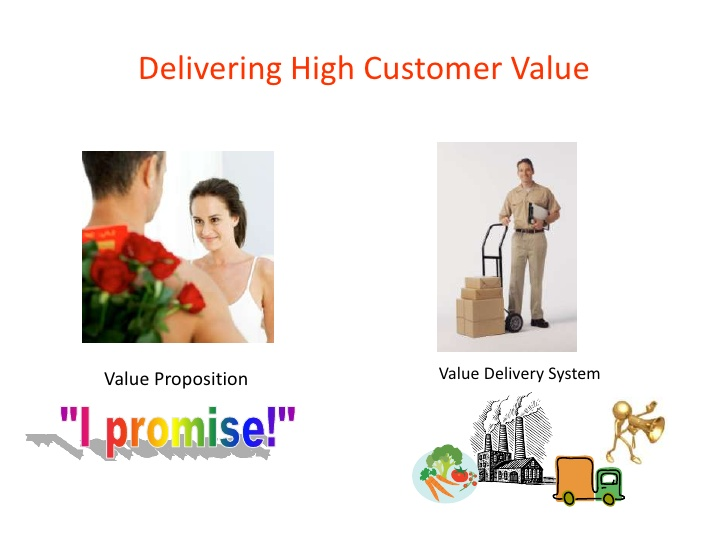 Delivering High Customer Value
Value Proposition
Value Delivery System
"I promise!"